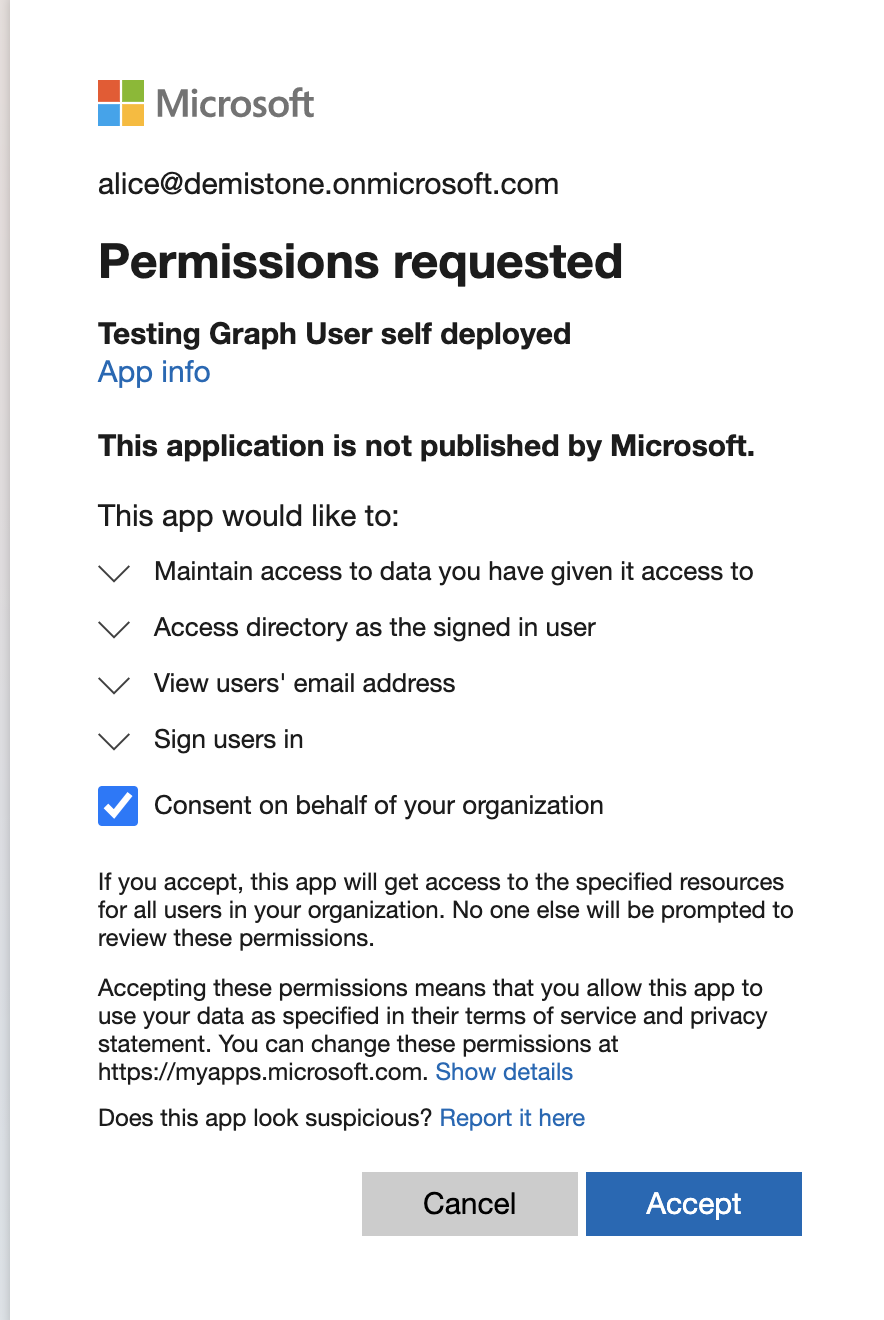 Microsoft
alice@demistone.onmicrosoft.com
Permissions requested
Testing Graph User self deployed
App info
This application is not published by Microsoft.
This app would like to:
Maintain access to data you have given it access to
Access directory as the signed in user
View users' email address
Sign users in
Consent on behalf of your organization
If you accept, this app will get access to the specified resources
for all users in your organization. No one else will be prompted to
review these permissions.
Accepting these permissions means that you allow this app to
use your data as specified in their terms of service and privacy
statement. You can change these permissions at
https://myapps.microsoft.com. Show details
Does this app look suspicious? Report it here
Cancel Accept